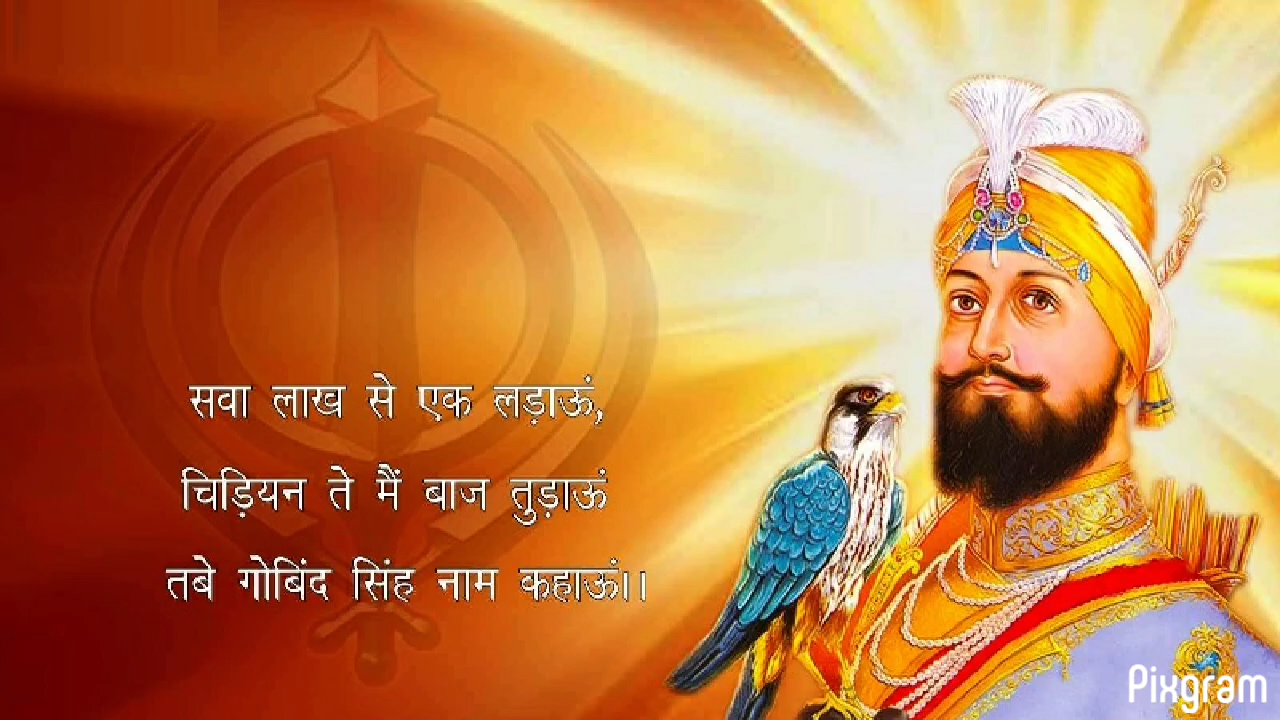 सवा लाख से एक लड़ाऊं,
चिड़ियन ते मैं बाज तुड़ाऊं
तबे गोबिंद सिंह नाम कहाऊं।।
Pixgram